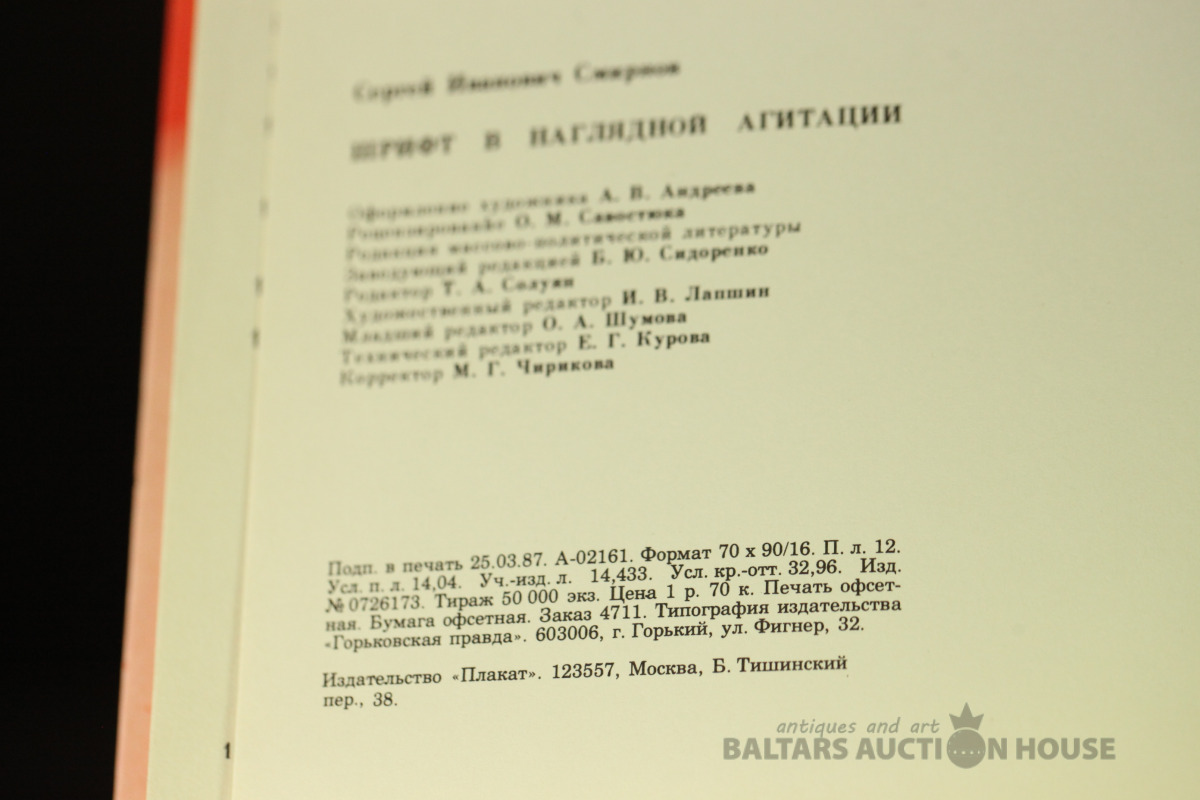 Сергей Иванович Смирнов
ШРИФТ В НАГЛЯДНОЙ АГИТАЦИИ
Оформление художника А. В. Андреева
Рецензирование О. М. Савостюка
Редакция массово-политической литературы
Заведующий редакцией Б. Ю. Сидоренко
Редактор Т. А. Солуян
Художественный редактор И. В. Лапшин
Младший редактор О. А. Шумова
Технический редактор Е. Г. Курова
Корректор М. Г. Чирикова
Подп. в печать 25.03.87. А-02161. Формат 70 x 90/16. П. л. 12.
Усл. п. л. 14,04. Уч.-изд. л. 14,433. Усл. кр.-отт. 32,96. Изд.
№ 0726173. Тираж 50 000 экз. Цена 1 р. 70 к. Печать офсет-
ная. Бумага офсетная. Заказ 4711. Типография издательства
«Горьковская правда». 603006, г. Горький, ул. Фигнер, 32.
Издательство «Плакат». 123557, Москва, Б. Тишинский
пер., 38.
1
antiques and art
BALTARS AUCTION HOUSE